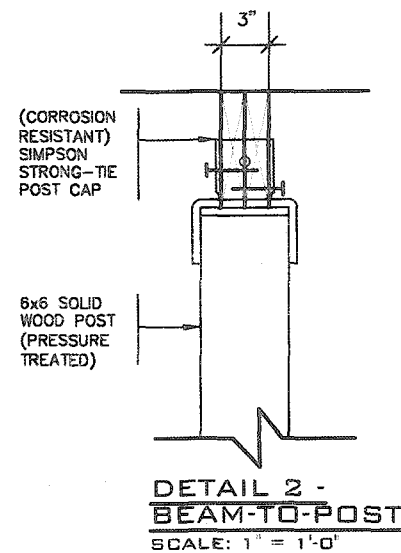 3"
(CORROSION
RESISTANT)
SIMPSON
STRONG-TIE
POST CAP
6x6 SOLID
WOOD POST
(PRESSURE
TREATED)
DETAIL 2 -
BEAM-TO-POST
SCALE: 1" = 1'-0"